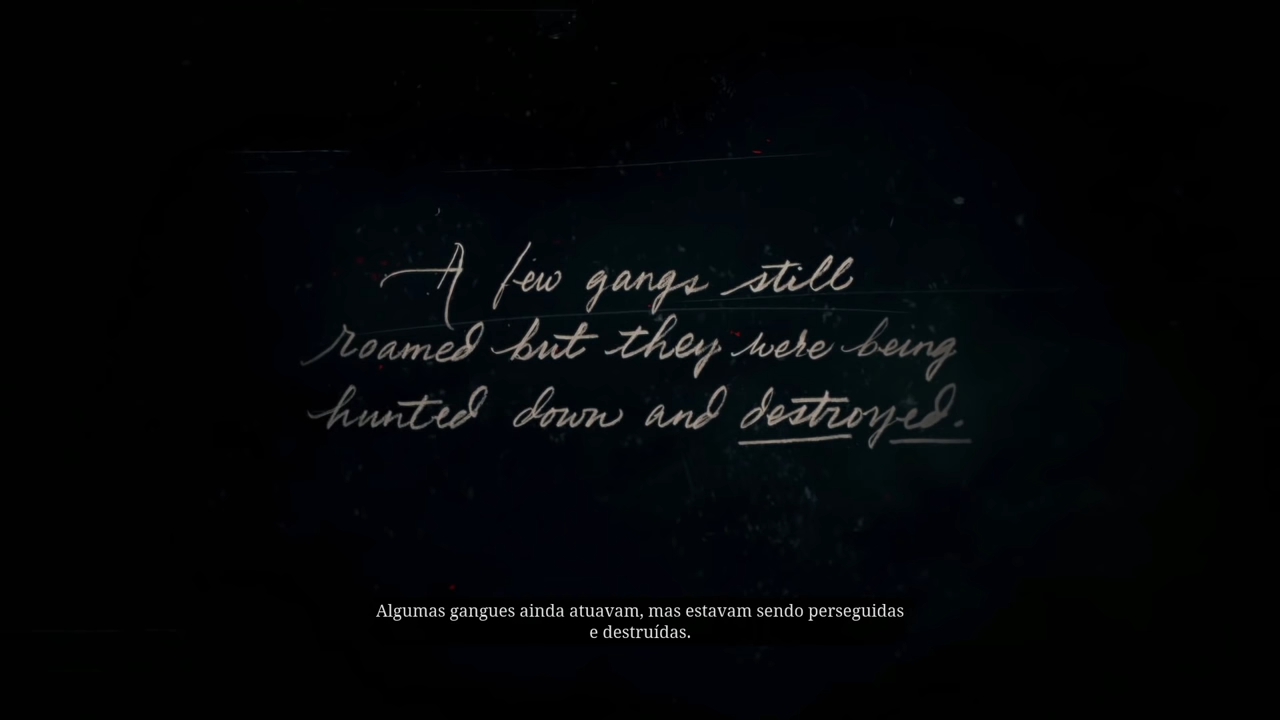 A few gangs still
roamed but they were being
hunted down and destroyed.
Algumas gangues ainda atuavam, mas estavam sendo perseguidas
e destruídas.